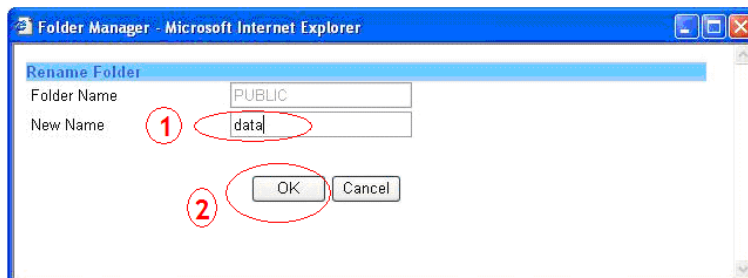 Folder Manager - Microsoft Internet Explorer
Rename Folder
Folder Name PUBLIC
New Name 1 data
2 OK Cancel